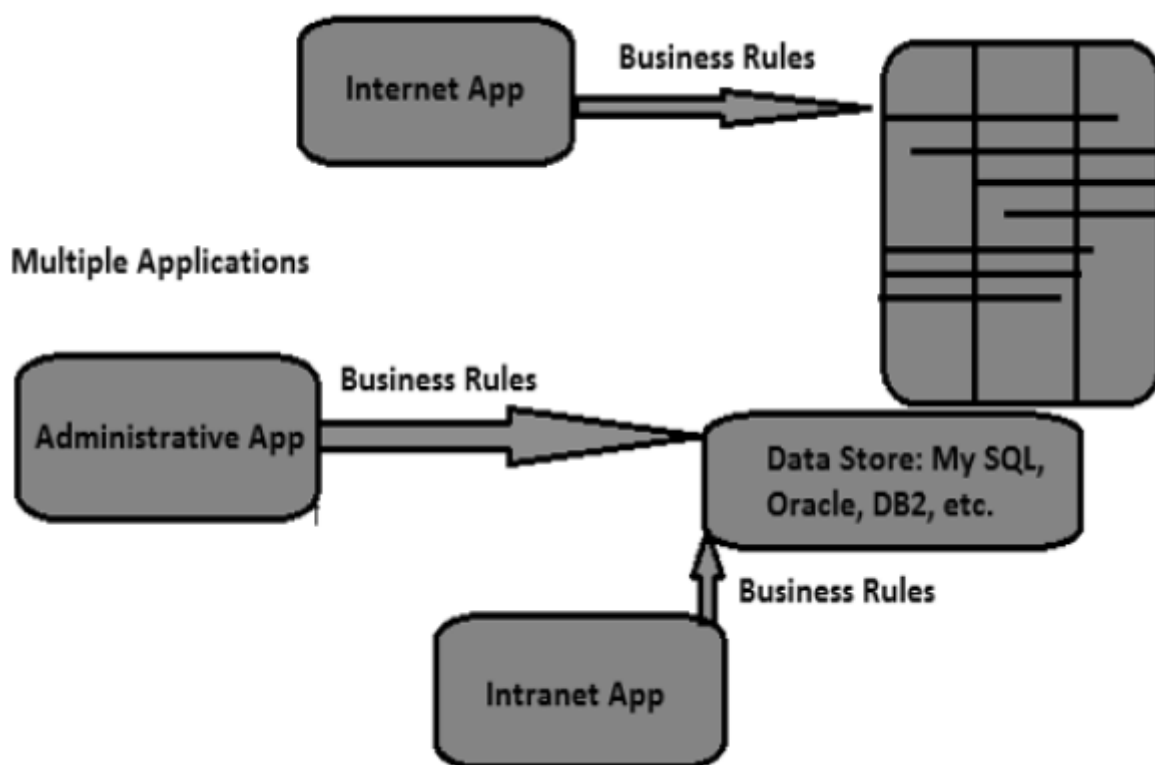 Internet App
Business Rules
Multiple Applications
Administrative App
Business Rules
Data Store: My SQL,
Oracle, DB2, etc.
Business Rules
Intranet App